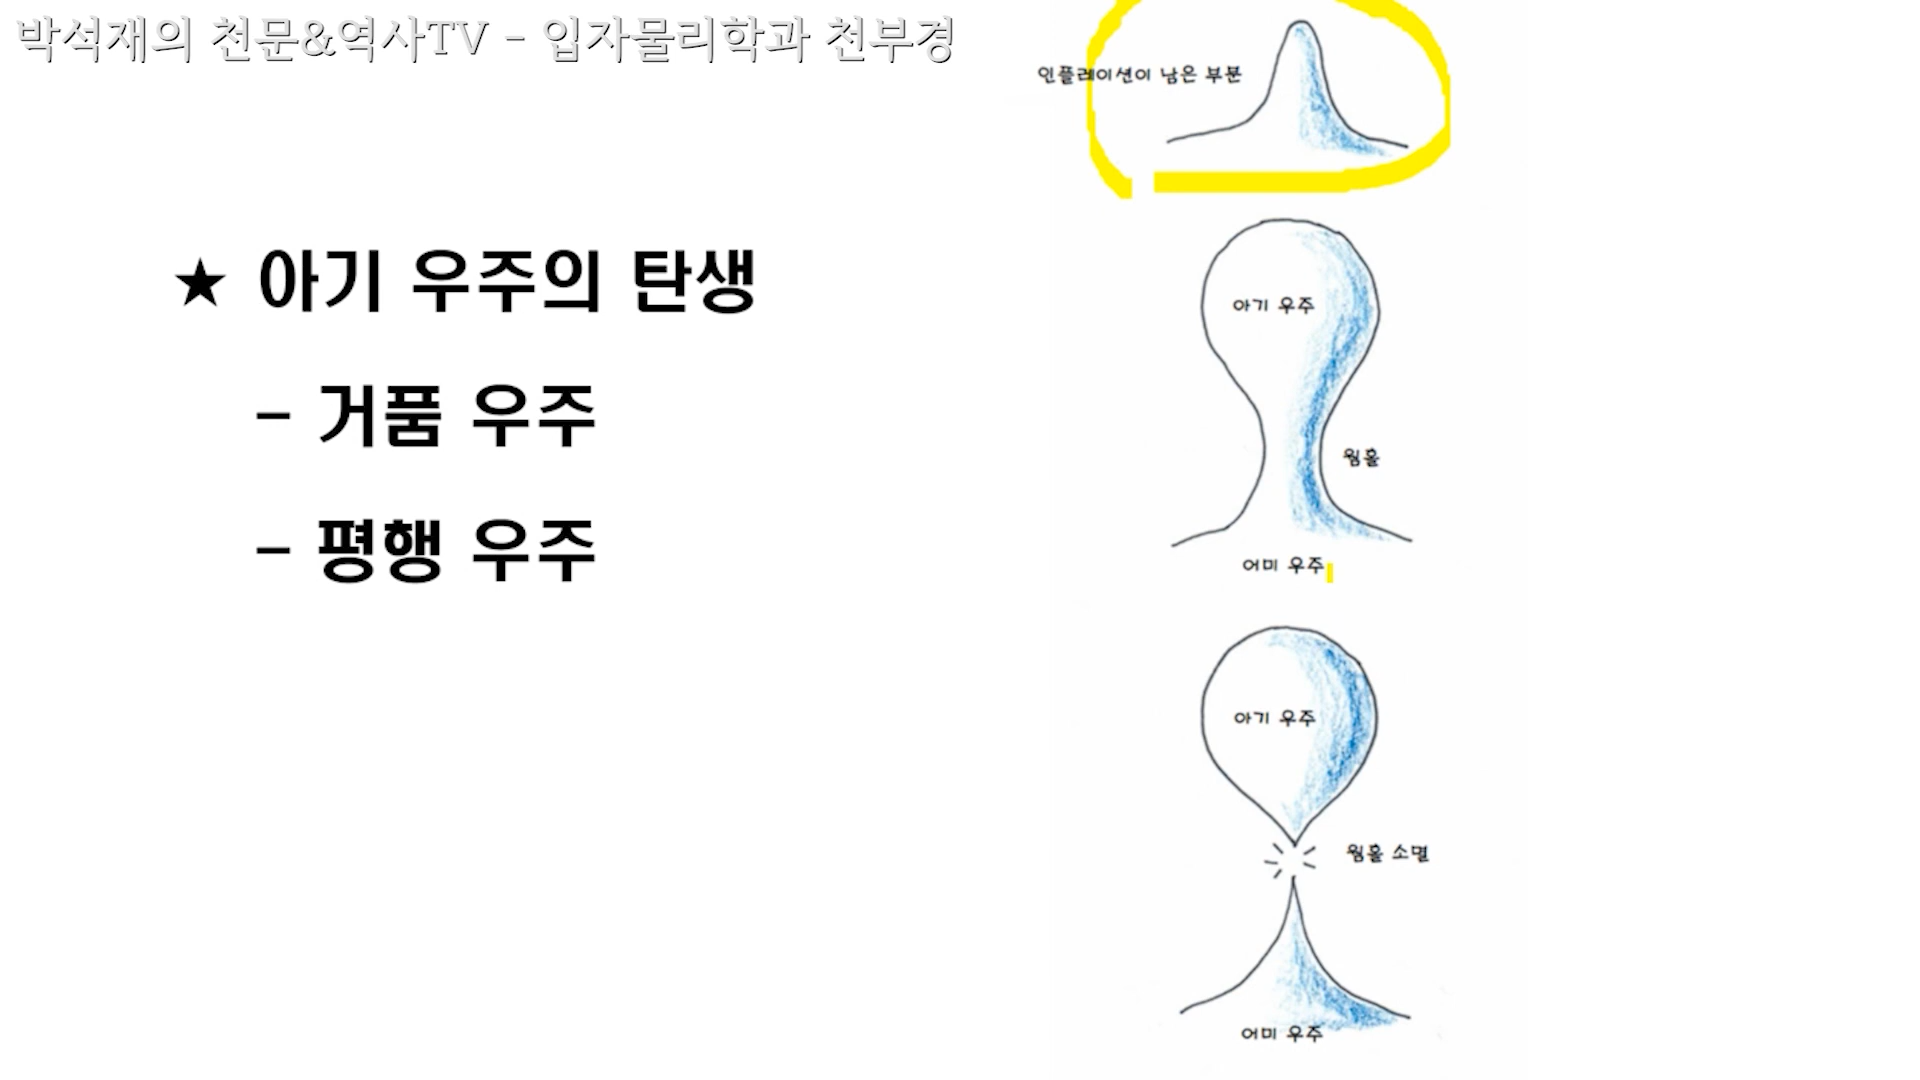 박석재의 천문&역사TV - 입자물리학과 천부경
★ 아기 우주의 탄생
- 거품 우주
- 평행 우주
인플레이션이 남은 부분
아기 우주
웜홀
어미 우주
아기 우주
웜홀 소멸
어미 우주